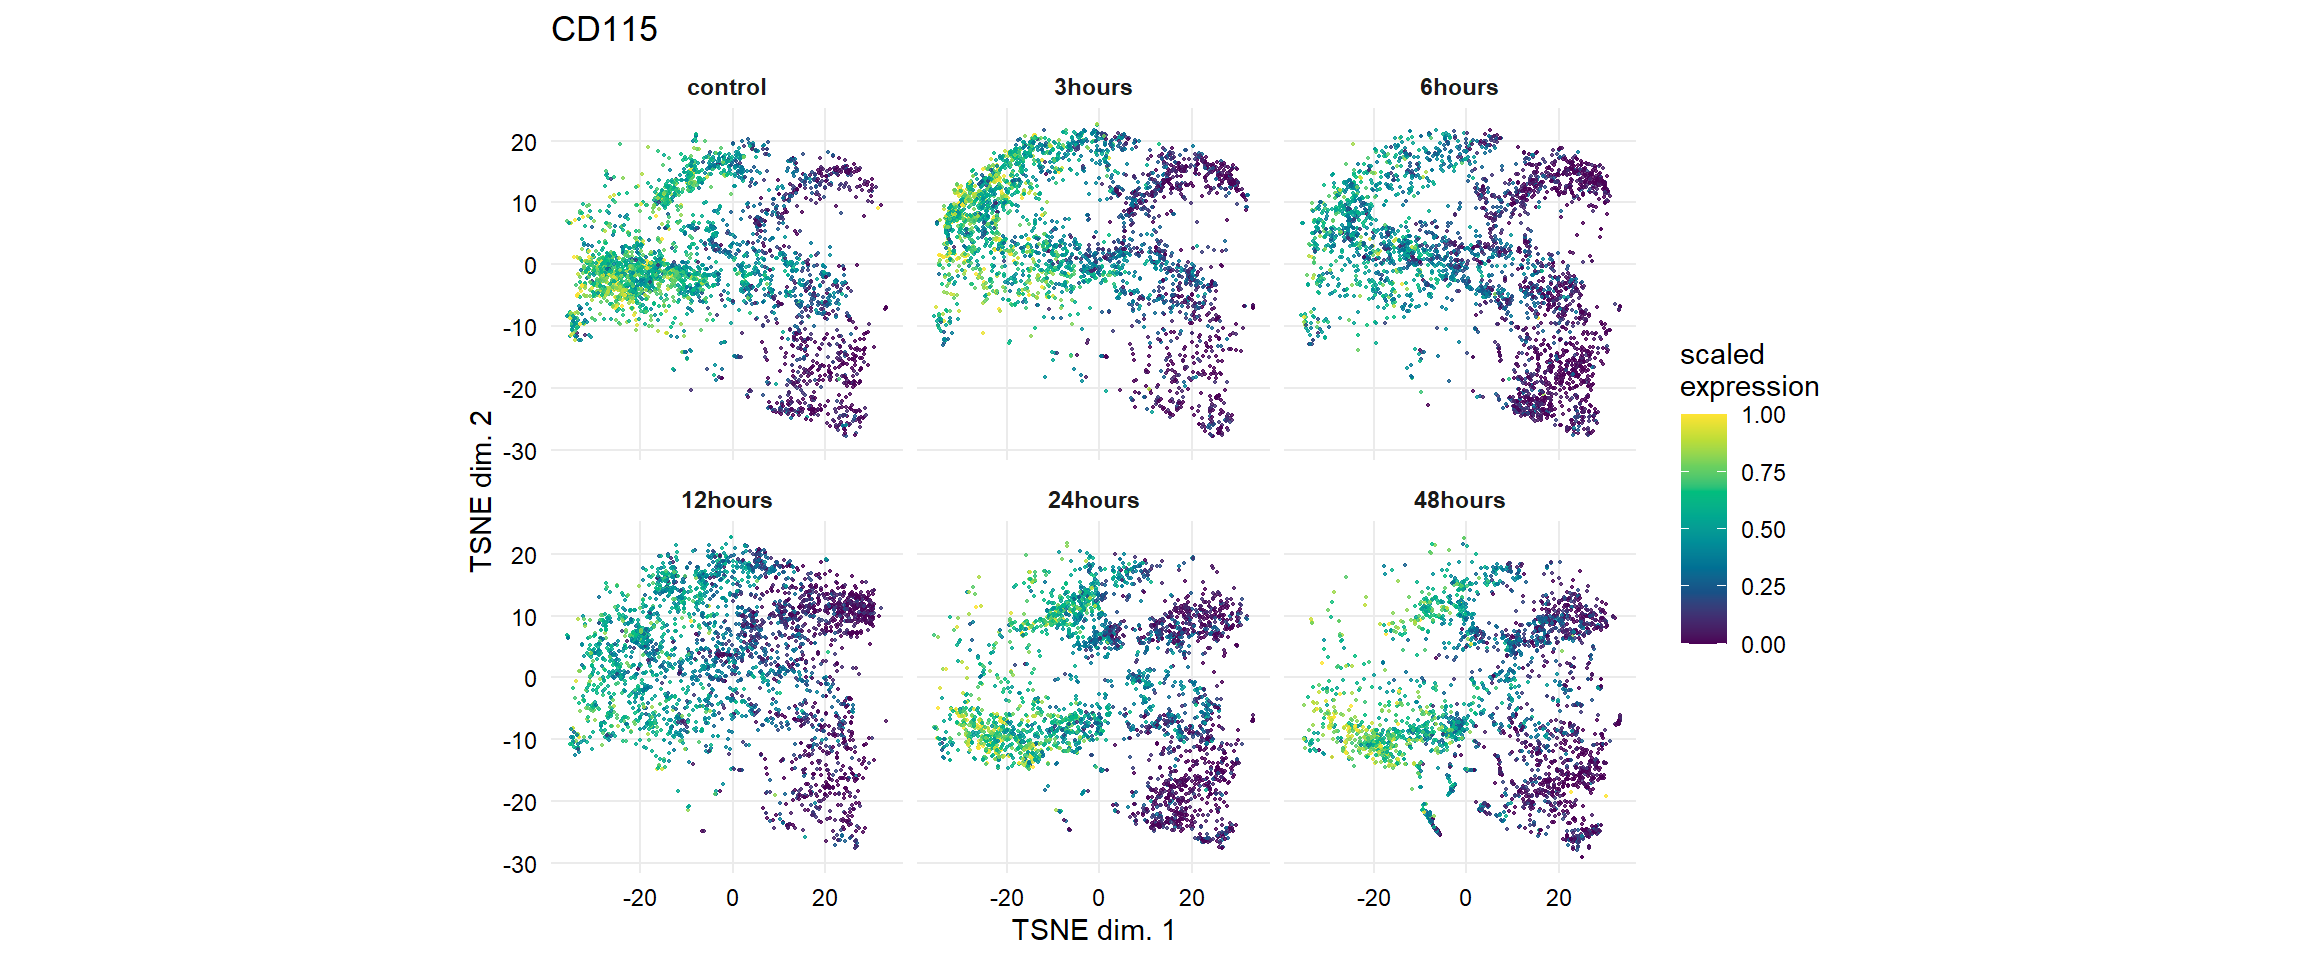 CD115
control
3hours
6hours
20
10
0
-10
-20
-30
12hours
24hours
48hours
20
10
0
-10
-20
-30
-20 0 20
-20 0 20
-20 0 20
TSNE dim. 1
TSNE dim. 2
scaled
expression
1.00
0.75
0.50
0.25
0.00